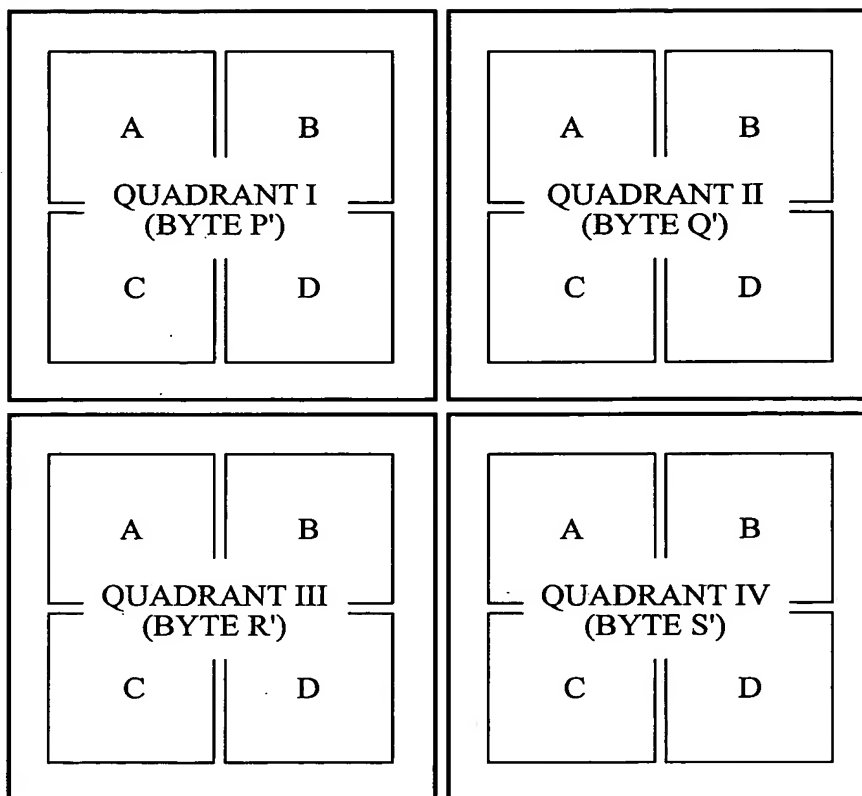 A B
QUADRANT I
(BYTE P')
C D
A B
QUADRANT II
(BYTE Q')
C D
A B
QUADRANT III
(BYTE R')
C D
A B
QUADRANT IV
(BYTE S')
C D